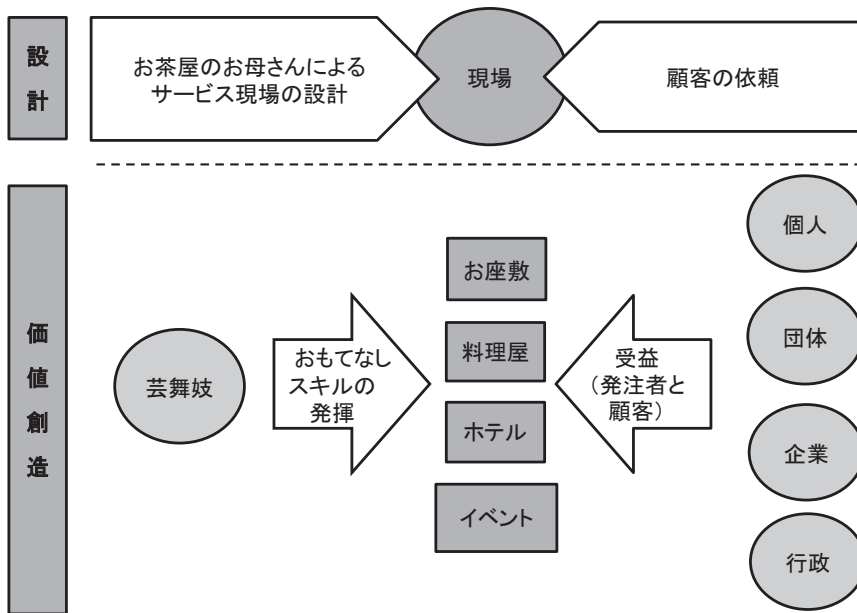 設計
お茶屋のお母さんによる
サービス現場の設計
現場
顧客の依頼
価値創造
芸舞妓
おもてなし
スキルの
発揮
お座敷
料理屋
ホテル
イベント
受益
（発注者と
顧客）
個人
団体
企業
行政